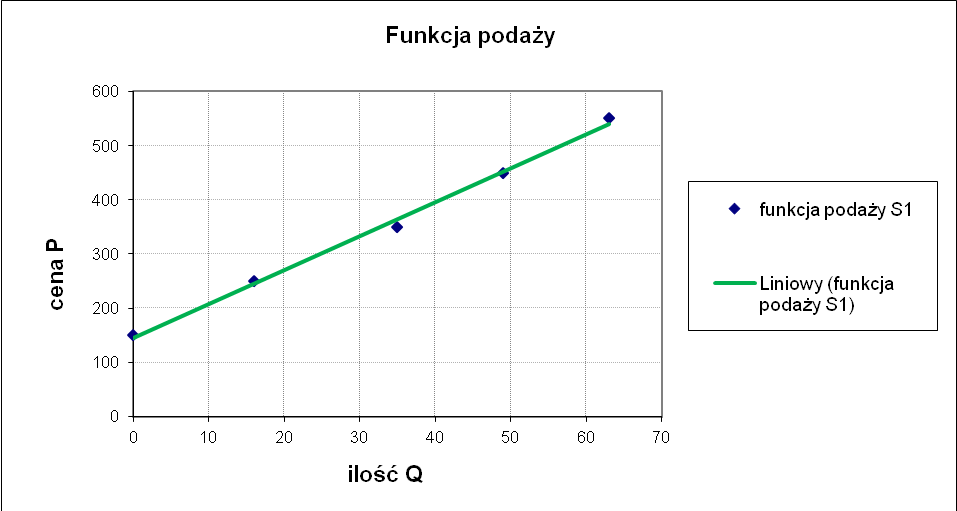 Funkcja podaży
600
500
400
300
200
100
0
0 10 20 30 40 50 60 70
cena P
ilość Q
funkcja podaży S1
Liniowy (funkcja
podaży S1)